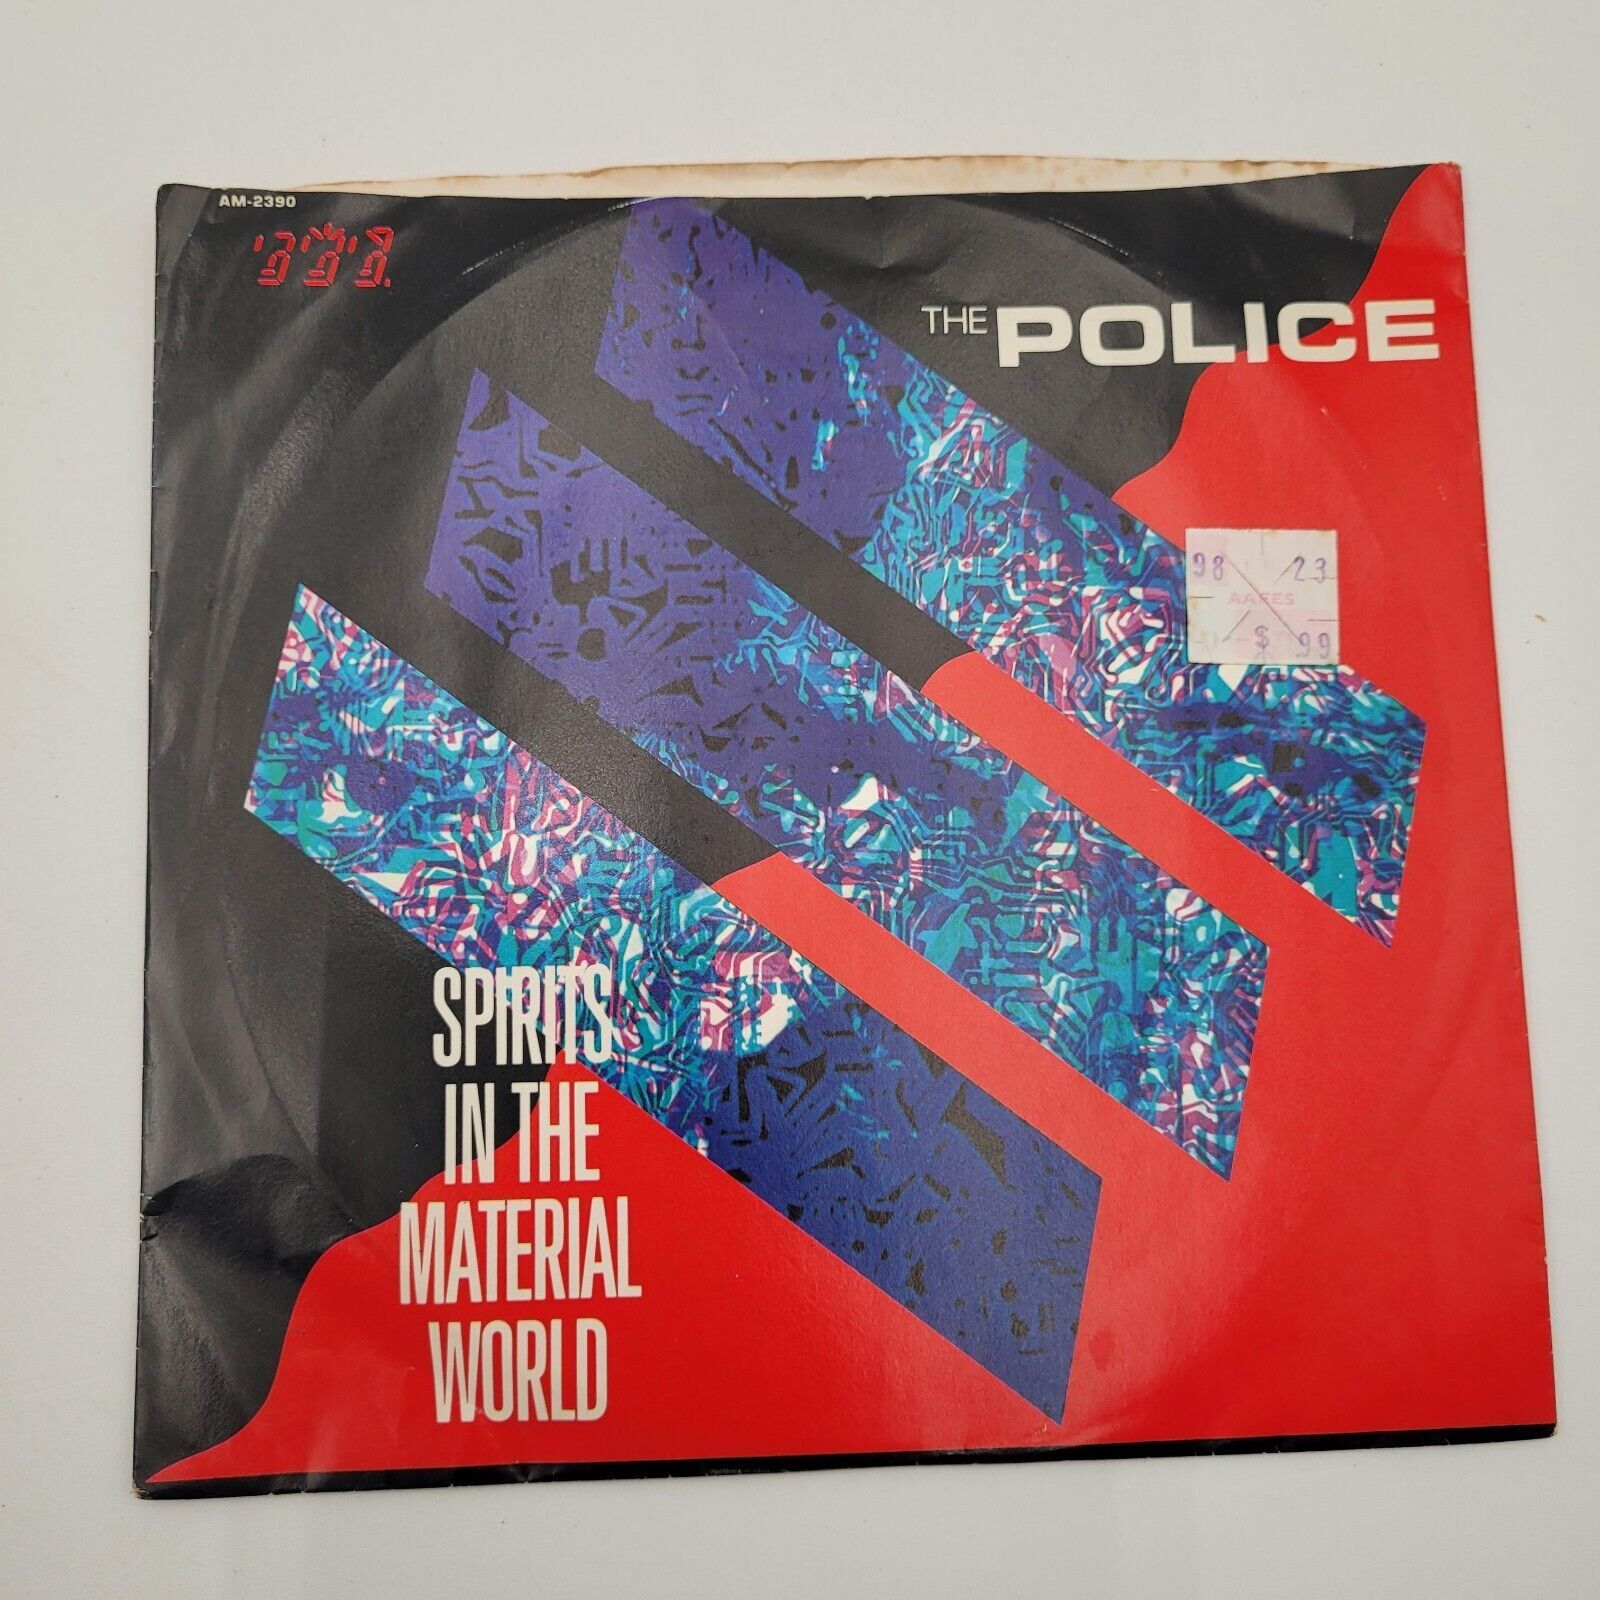 AM-2390
THE POLICE
98 23
AAFES
$ 99
SPIRITS
IN THE
MATERIAL
WORLD